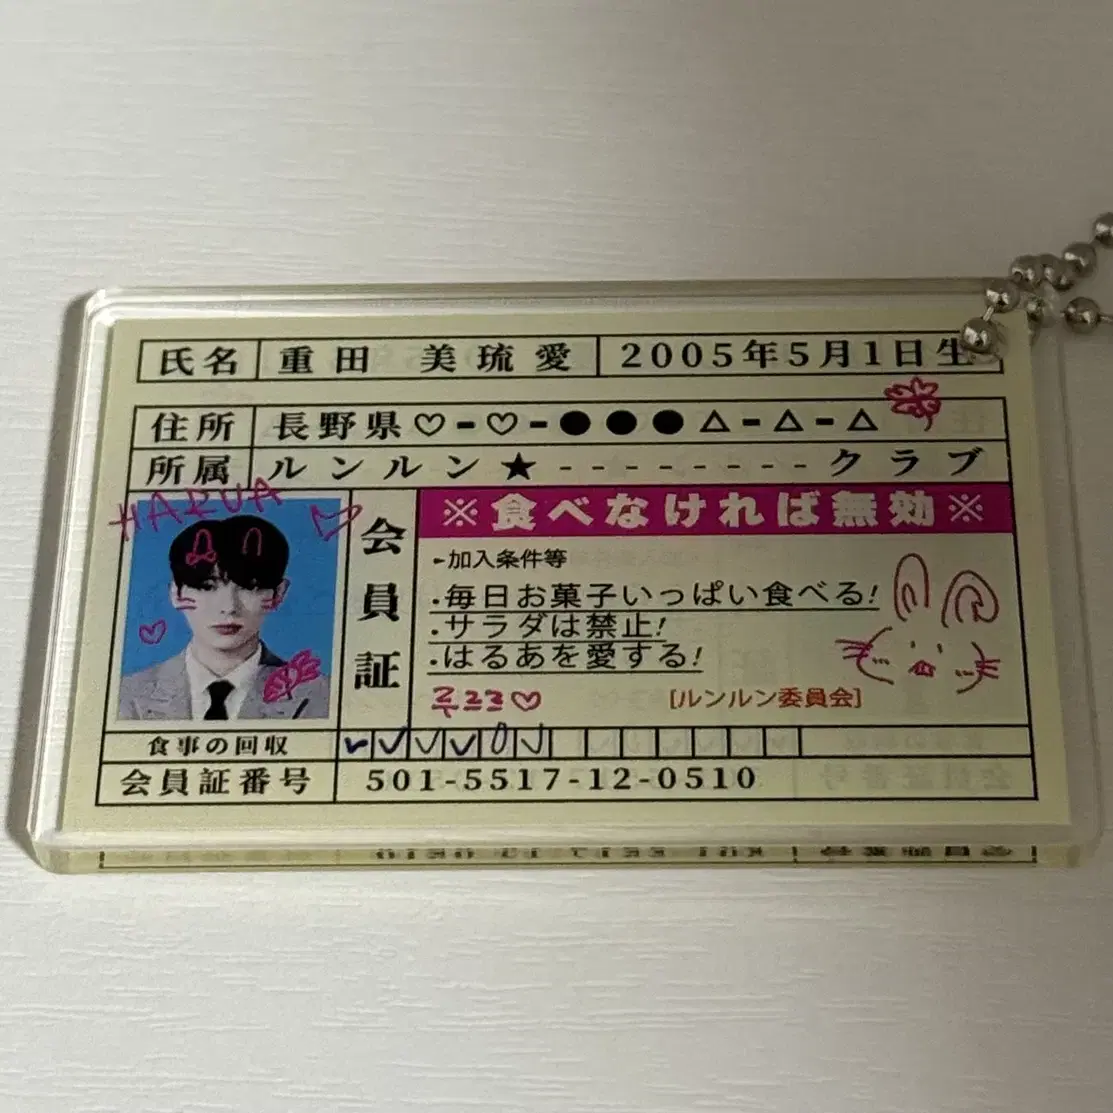 氏名 重田 美琉愛 2005年5月1日生
住所 長野県♡-♡-●●●△-△-△
所属 ルンルン★--------クラブ
HARUA
会員証
※食べなければ無効※
-加入条件等
・毎日お菓子いっぱい食べる!
・サラダは禁止!
・はるあを愛する!
[ルンルン委員会]
食事の回収
会員証番号 501-5517-12-0510